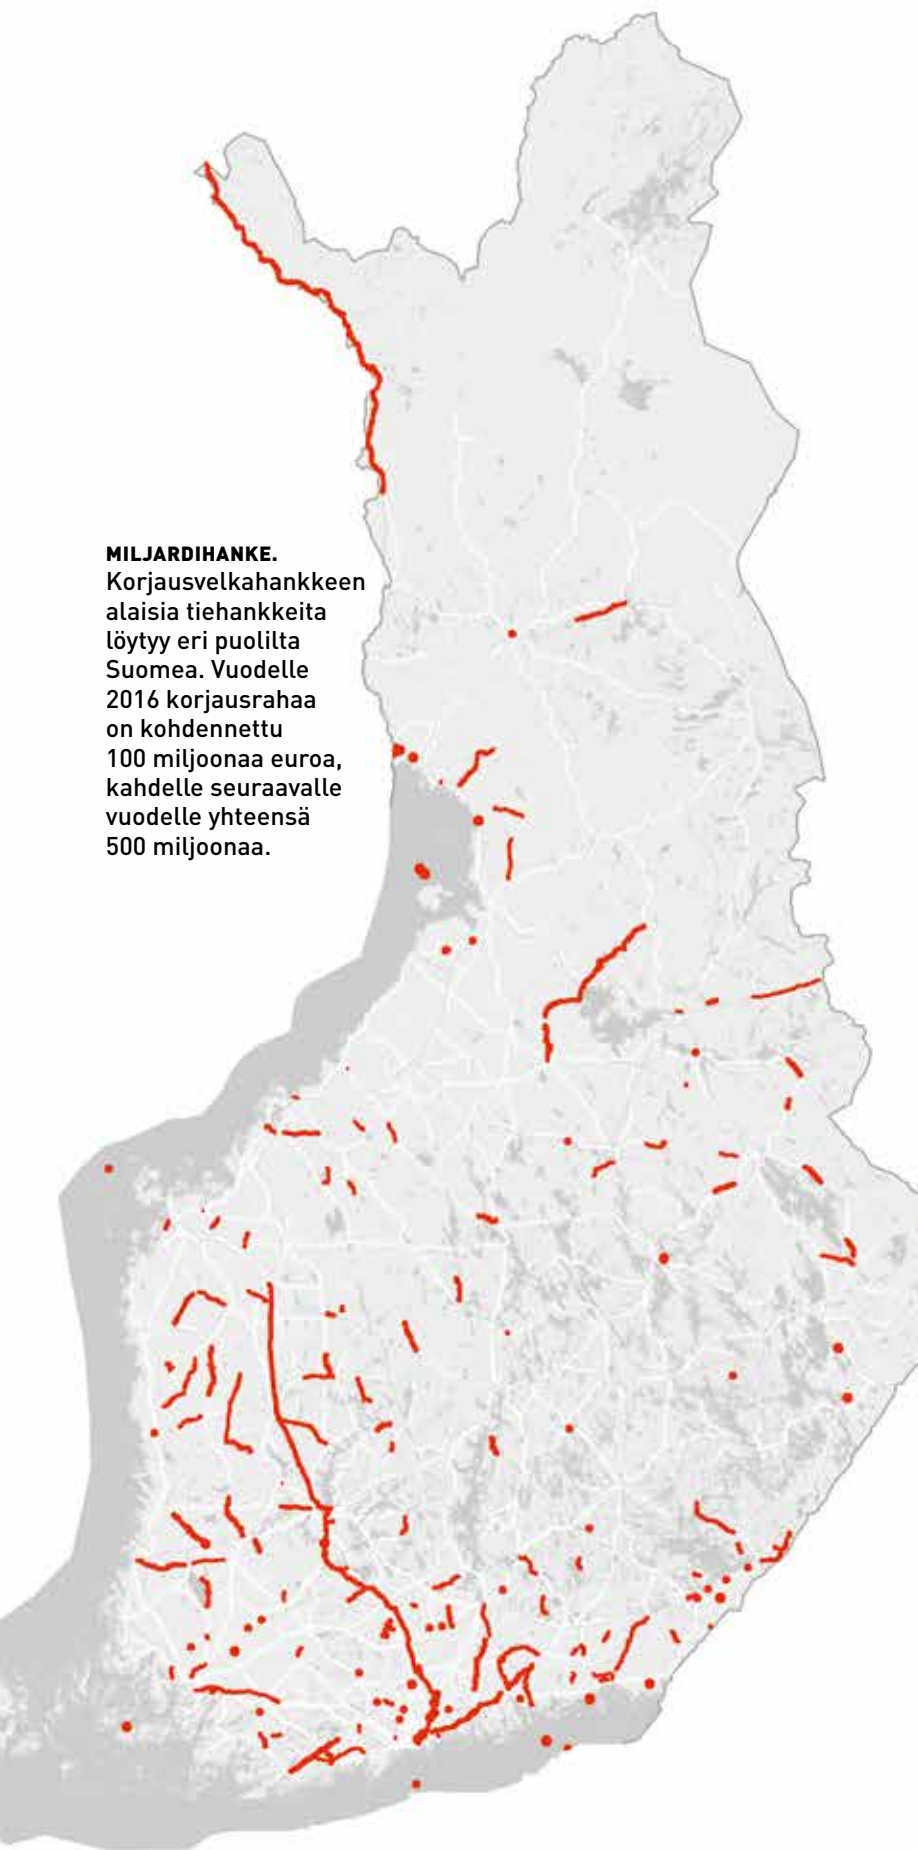 MILJARDIHANKE.
Korjausvelkahankkeen
alaisia tiehankkeita
löytyy eri puolilta
Suomea. Vuodelle
2016 korjausrahaa
on kohdennettu
100 miljoonaa euroa,
kahdelle seuraavalle
vuodelle yhteensä
500 miljoonaa.